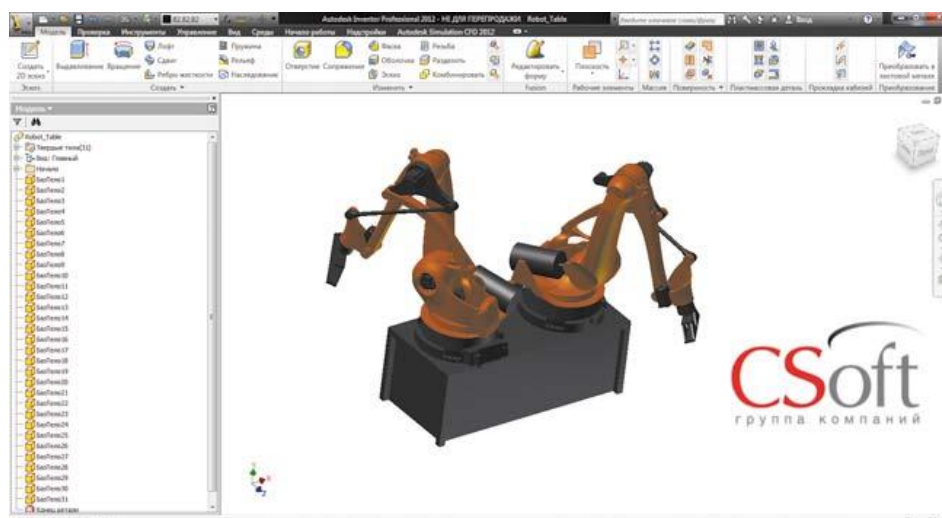 82.82.82
Autodesk Inventor Professional 2012 - НЕ ДЛЯ ПЕРЕПРОДАЖИ Robot_Table
Вход
Модель Проверка Инструменты Управление Вид Среды Начало работы Надстройки Autodesk Simulation CFD 2012
Создать 2D эскиз
Выдавливание
Вращение
Лофт
Сдвиг
Ребро жесткости
Пружина
Рельеф
Наследование
Отверстие
Сопряжение
Фаска
Оболочка
Эскиз
Резьба
Разделить
Комбинировать
Редактировать форму
Плоскость
Преобразовать в листовой металл
Эскиз
Создать
Изменить
Fusion
Рабочие элементы
Массив
Поверхность
Пластмассовая деталь
Прокладка кабелей
Преобразование
Модель
Robot_Table
Твердые тела(31)
Вид: Главный
Начало
БазТело1
БазТело2
БазТело3
БазТело4
БазТело5
БазТело6
БазТело7
БазТело8
БазТело9
БазТело10
БазТело11
БазТело12
БазТело13
БазТело14
БазТело15
БазТело16
БазТело17
БазТело18
БазТело19
БазТело20
БазТело21
БазТело22
БазТело23
БазТело24
БазТело25
БазТело26
БазТело27
БазТело28
БазТело29
БазТело30
БазТело31
Конец детали
CSoft
группа компаний
Y
X
Z